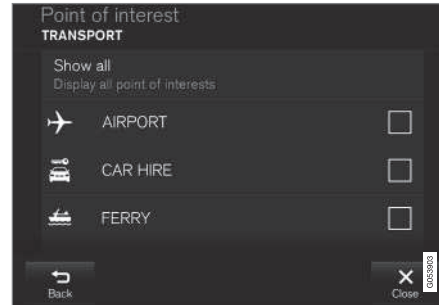 Point of interest
TRANSPORT
Show all
Display all point of interests
AIRPORT
CAR HIRE
FERRY
Back
Close
G053903